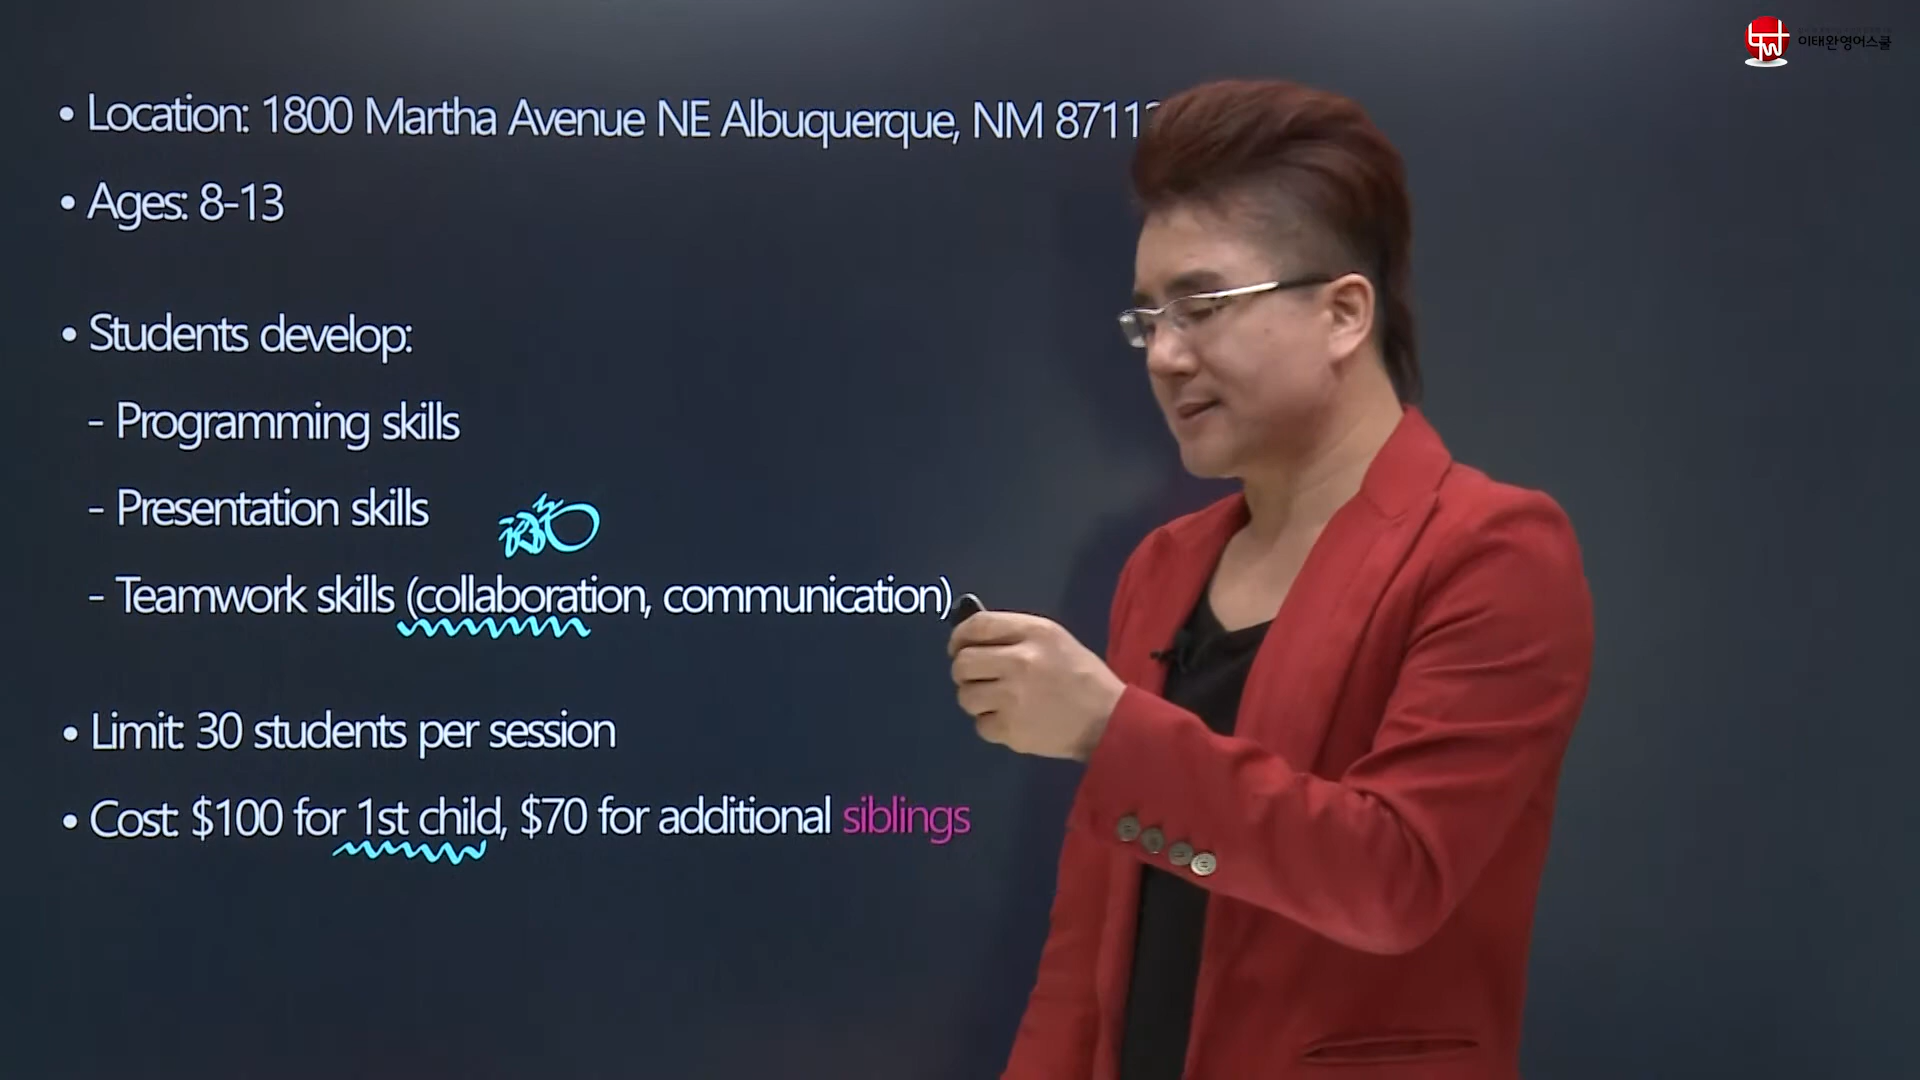 이태완영어스쿨
• Location: 1800 Martha Avenue NE Albuquerque, NM
• Ages: 8-13
• Students develop:
- Programming skills
- Presentation skills
- Teamwork skills (collaboration, communication)
• Limit: 30 students per session
• Cost: $100 for 1st child, $70 for additional siblings